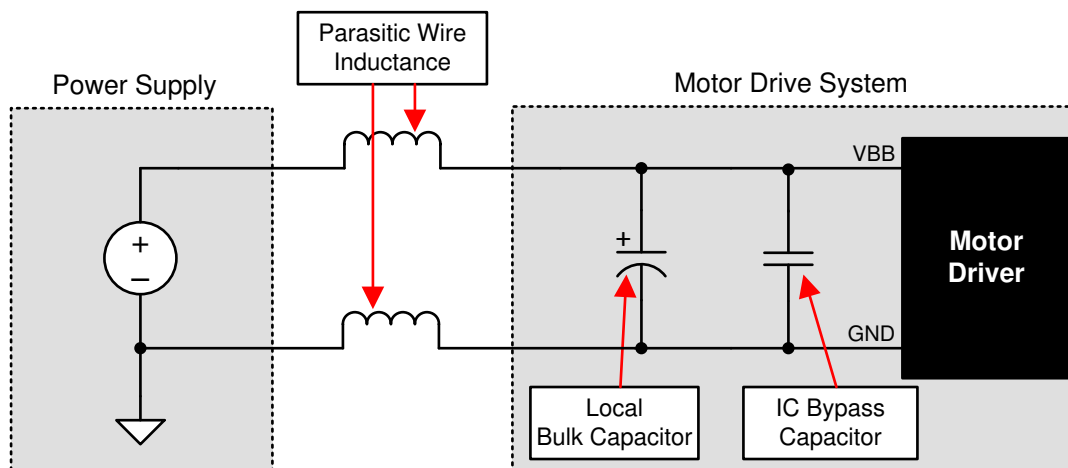 Parasitic Wire
Inductance
Power Supply
Motor Drive System
VBB
+
–
+
Motor
Driver
GND
Local
Bulk Capacitor
IC Bypass
Capacitor